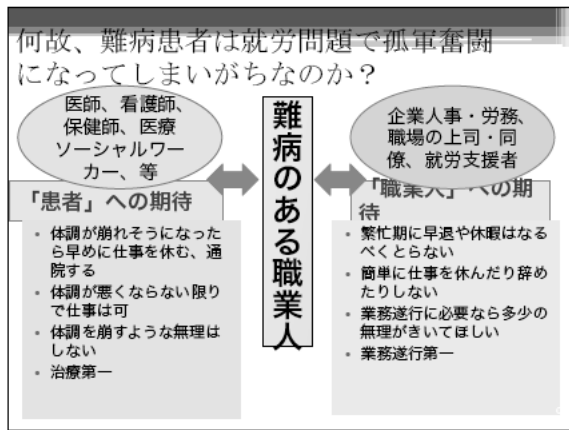 何故、難病患者は就労問題で孤軍奮闘
になってしまいがちなのか？
医師、看護師、
保健師、医療
ソーシャルワー
カー、等
「患者」への期待
・ 体調が崩れそうになった
ら早めに仕事を休む、通
院する
・ 体調が悪くならない限り
で仕事は可
・ 体調を崩すような無理は
しない
・ 治療第一
難病のある職業人
企業人事・労務、
職場の上司・同
僚、就労支援者
「職業人」への期
待
・ 繁忙期に早退や休暇はなる
べくとらない
・ 簡単に仕事を休んだり辞め
たりしない
・ 業務遂行に必要なら多少の
無理がきいてほしい
・ 業務遂行第一